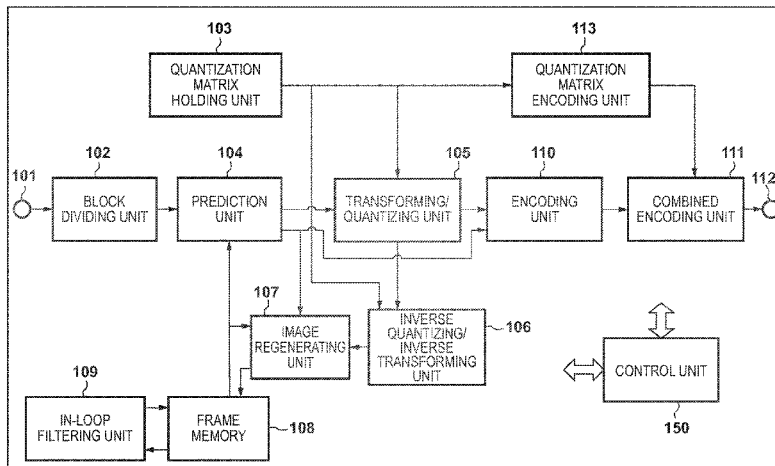 103
113
QUANTIZATION
MATRIX
HOLDING UNIT
QUANTIZATION
MATRIX
ENCODING UNIT
102
104
105
110
111
101
112
BLOCK
DIVIDING UNIT
PREDICTION
UNIT
TRANSFORMING/
QUANTIZING UNIT
ENCODING
UNIT
COMBINED
ENCODING UNIT
107
IMAGE
REGENERATING
UNIT
INVERSE
QUANTIZING/
INVERSE
TRANSFORMING
UNIT
106
CONTROL UNIT
150
109
IN-LOOP
FILTERING UNIT
FRAME
MEMORY
108